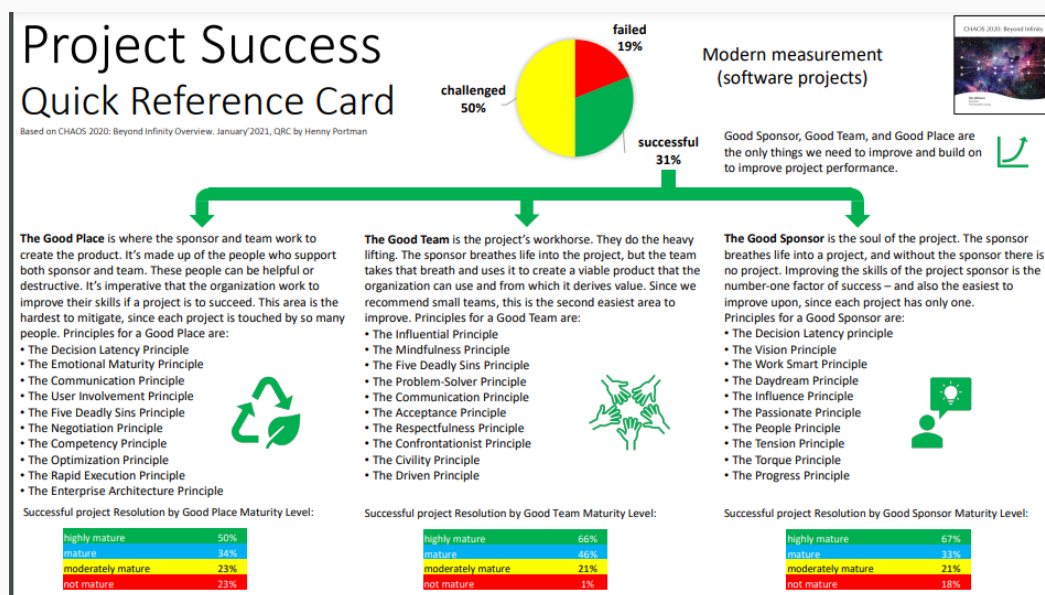 Project Success
Quick Reference Card
Based on CHAOS 2020: Beyond Infinity Overview. January'2021, QRC by Henny Portman
failed
19%
challenged
50%
successful
31%
Modern measurement
(software projects)
CHAOS 2020: Beyond Infinity
Good Sponsor, Good Team, and Good Place are
the only things we need to improve and build on
to improve project performance.
The Good Place is where the sponsor and team work to
create the product. It's made up of the people who support
both sponsor and team. These people can be helpful or
destructive. It's imperative that the organization work to
improve their skills if a project is to succeed. This area is the
hardest to mitigate, since each project is touched by so many
people. Principles for a Good Place are:
• The Decision Latency Principle
• The Emotional Maturity Principle
• The Communication Principle
• The User Involvement Principle
• The Five Deadly Sins Principle
• The Negotiation Principle
• The Competency Principle
• The Optimization Principle
• The Rapid Execution Principle
• The Enterprise Architecture Principle
Successful project Resolution by Good Place Maturity Level:
highly mature 50%
mature 34%
moderately mature 23%
not mature 23%
The Good Team is the project's workhorse. They do the heavy
lifting. The sponsor breathes life into the project, but the team
takes that breath and uses it to create a viable product that the
organization can use and from which it derives value. Since we
recommend small teams, this is the second easiest area to
improve. Principles for a Good Team are:
• The Influential Principle
• The Mindfulness Principle
• The Five Deadly Sins Principle
• The Problem-Solver Principle
• The Communication Principle
• The Acceptance Principle
• The Respectfulness Principle
• The Confrontationist Principle
• The Civility Principle
• The Driven Principle
Successful project Resolution by Good Team Maturity Level:
highly mature 66%
mature 46%
moderately mature 21%
not mature 1%
The Good Sponsor is the soul of the project. The sponsor
breathes life into a project, and without the sponsor there is
no project. Improving the skills of the project sponsor is the
number-one factor of success – and also the easiest to
improve upon, since each project has only one.
Principles for a Good Sponsor are:
• The Decision Latency principle
• The Vision Principle
• The Work Smart Principle
• The Daydream Principle
• The Influence Principle
• The Passionate Principle
• The People Principle
• The Tension Principle
• The Torque Principle
• The Progress Principle
Successful project Resolution by Good Sponsor Maturity Level:
highly mature 67%
mature 33%
moderately mature 21%
not mature 18%